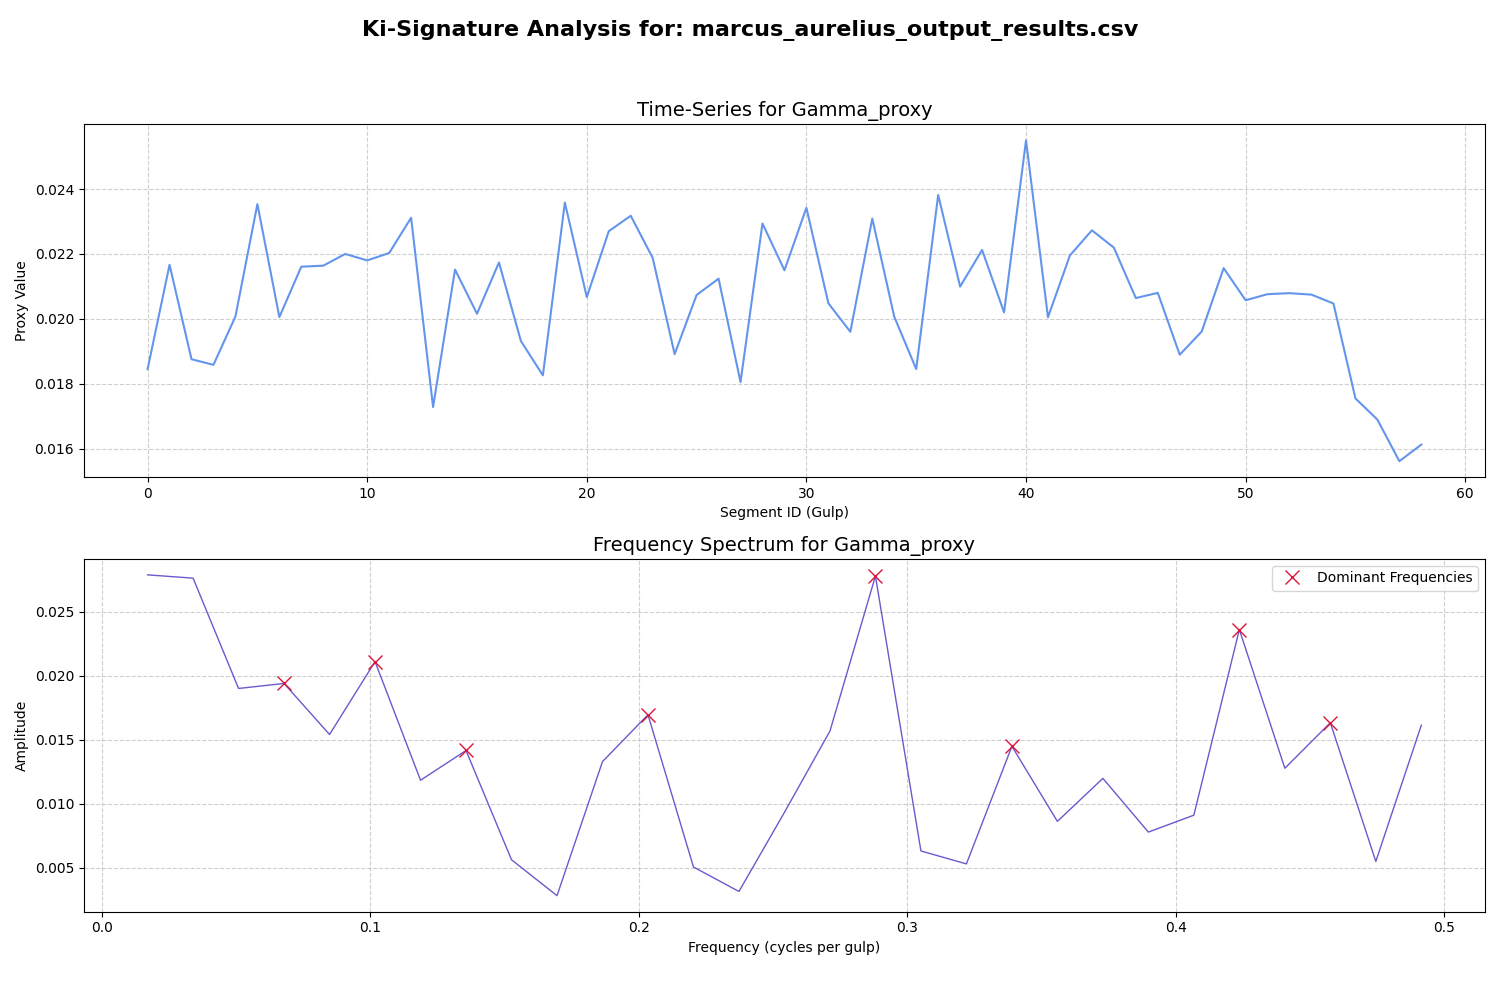 Ki-Signature Analysis for: marcus_aurelius_output_results.csv
Time-Series for Gamma_proxy
Proxy Value
0.024
0.022
0.020
0.018
0.016
0 10 20 30 40 50 60
Segment ID (Gulp)
Frequency Spectrum for Gamma_proxy
Dominant Frequencies
Amplitude
0.025
0.020
0.015
0.010
0.005
0.0 0.1 0.2 0.3 0.4 0.5
Frequency (cycles per gulp)